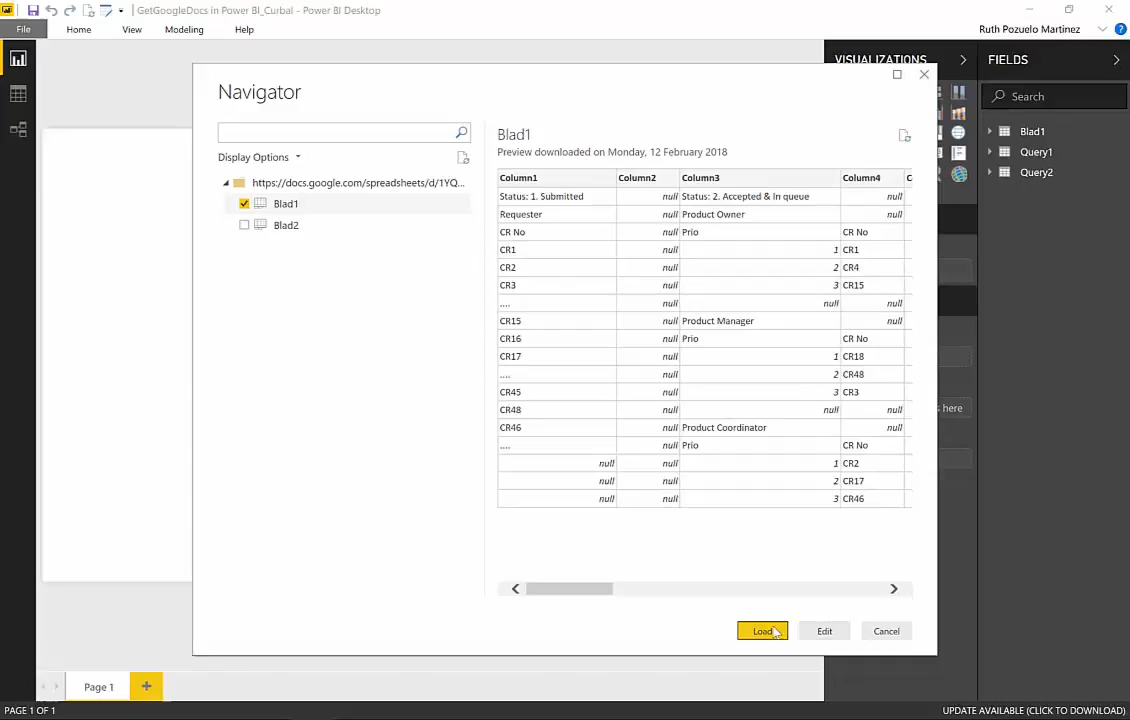 GetGoogleDocs in Power BI_Curbal - Power BI Desktop
File Home View Modeling Help Ruth Pozuelo Martinez ?
VISUALIZATIONS FIELDS
Navigator
Search
Display Options
https://docs.google.com/spreadsheets/d/1YQ...
Blad1
Blad2
Blad1
Preview downloaded on Monday, 12 February 2018
Column1 Column2 Column3 Column4 C
Status: 1. Submitted null Status: 2. Accepted & In queue null
Requester null Product Owner null
CR No null Prio CR No
CR1 null 1 CR1
CR2 null 2 CR4
CR3 null 3 CR15
.... null null null
CR15 null Product Manager null
CR16 null Prio CR No
CR17 null 1 CR18
.... null 2 CR48
CR45 null 3 CR3
CR48 null null null
CR46 null Product Coordinator null
.... null Prio CR No
null null 1 CR2
null null 2 CR17
null null 3 CR46
Load Edit Cancel
Blad1
Query1
Query2
s here
Page 1 +
PAGE 1 OF 1 UPDATE AVAILABLE (CLICK TO DOWNLOAD)